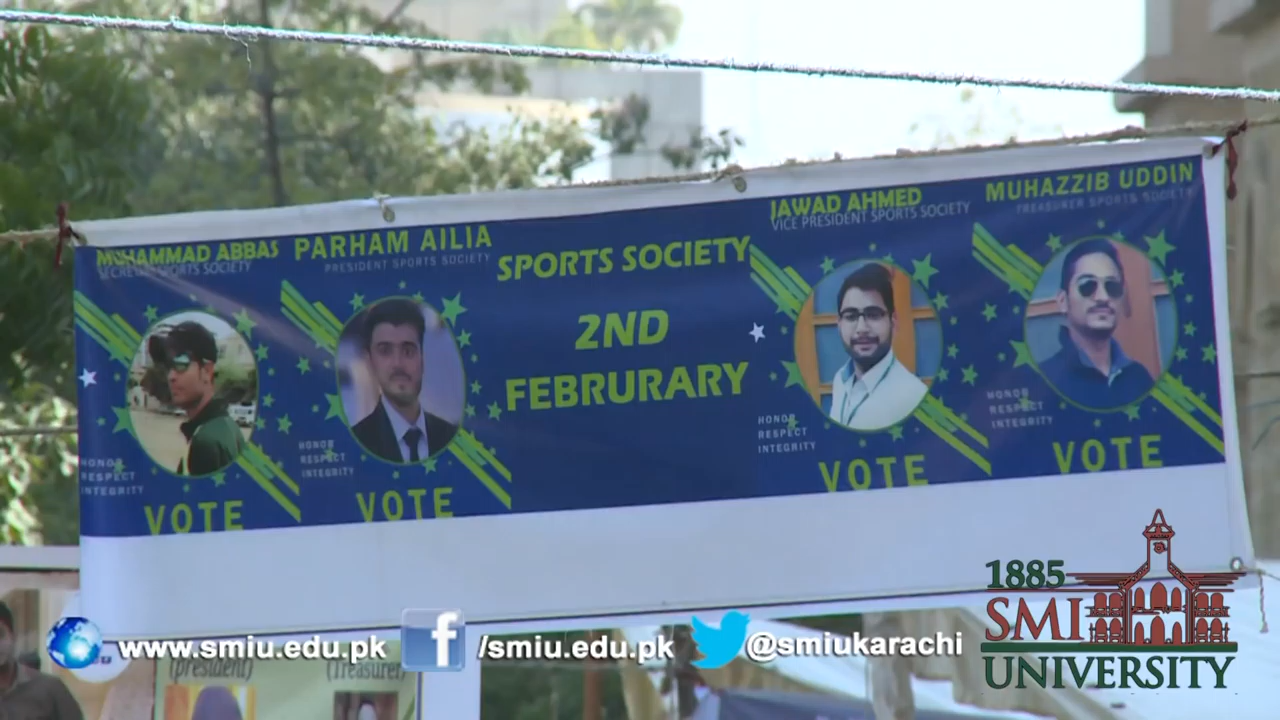 MUHAMMAD ABBAS
SECRETARY SPORTS SOCIETY
HONOR
RESPECT
INTEGRITY
VOTE
PARHAM AILIA
PRESIDENT SPORTS SOCIETY
HONOR
RESPECT
INTEGRITY
VOTE
SPORTS SOCIETY
2ND
FEBRURARY
JAWAD AHMED
VICE PRESIDENT SPORTS SOCIETY
HONOR
RESPECT
INTEGRITY
VOTE
MUHAZZIB UDDIN
TREASURER SPORTS SOCIETY
HONOR
RESPECT
INTEGRITY
VOTE
(president)
(Treasurer)
www.smiu.edu.pk
/smiu.edu.pk
@smiukarachi
1885
SMI
UNIVERSITY